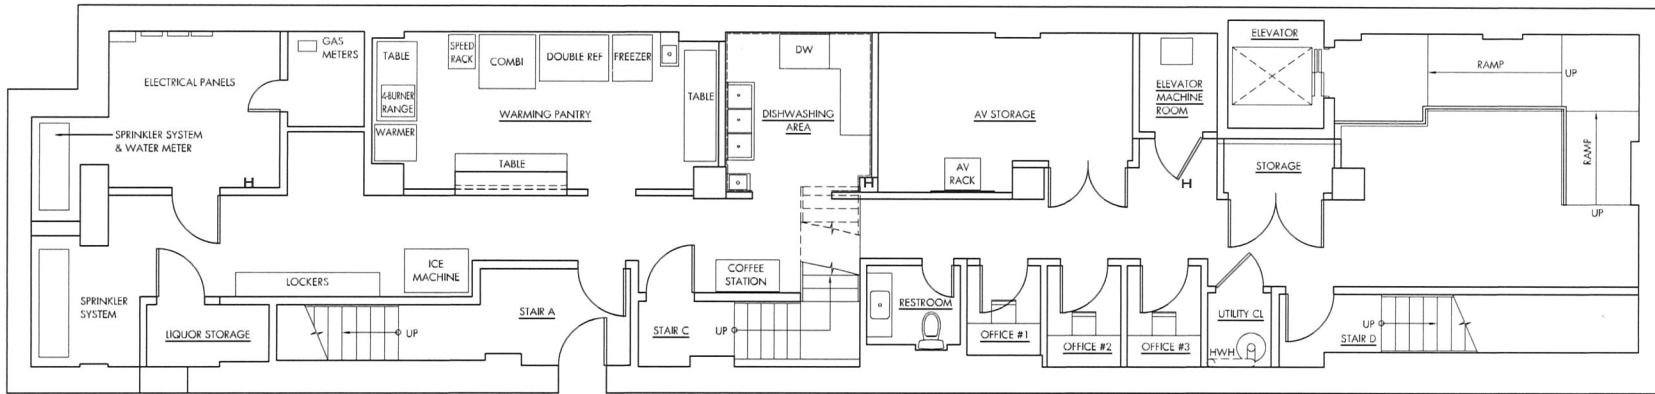 ELECTRICAL PANELS
GAS
METERS
SPRINKLER SYSTEM
& WATER METER
SPRINKLER
SYSTEM
LIQUOR STORAGE
LOCKERS
ICE
MACHINE
TABLE
4-BURNER
RANGE
WARMER
SPEED
RACK
COMBI
DOUBLE REF
FREEZER
WARMING PANTRY
TABLE
TABLE
DW
DISHWASHING
AREA
AV STORAGE
AV
RACK
H
H
H
ELEVATOR
MACHINE
ROOM
ELEVATOR
RAMP
UP
RAMP
UP
STORAGE
UP
STAIR A
STAIR C
UP
COFFEE
STATION
RESTROOM
OFFICE #1
OFFICE #2
OFFICE #3
UTILITY CL
HWH
UP
STAIR D